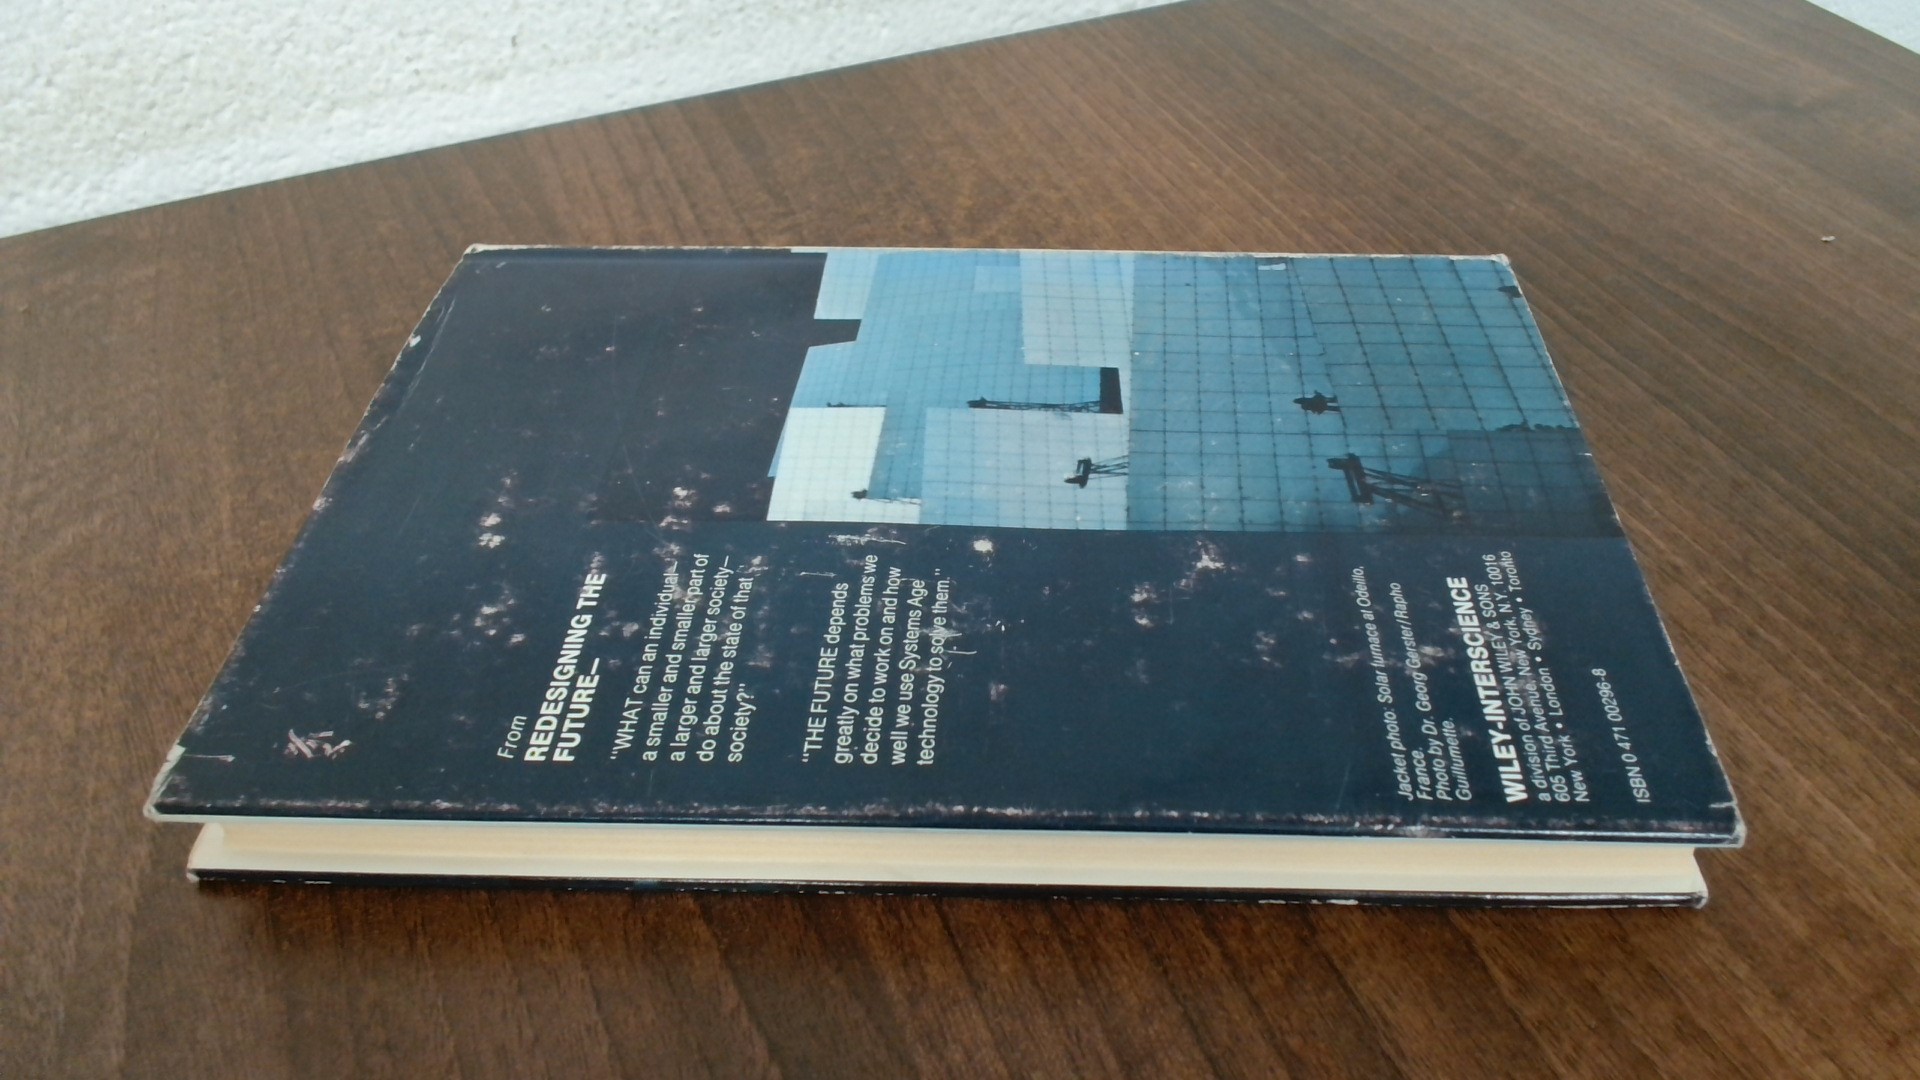 From
REDESIGNING THE
FUTURE—
"WHAT can an individual—
a smaller and smaller part of
a larger and larger society—
do about the state of that
society?"
"THE FUTURE depends
greatly on what problems we
decide to work on and how
well we use Systems Age
technology to solve them."
Jacket photo: Solar furnace at Odeillo,
France.
Photo by Dr. Georg Gerster/Rapho
Guillumette.
WILEY-INTERSCIENCE
a division of JOHN WILEY & SONS
605 Third Avenue, New York, N.Y. 10016
New York • London • Sydney • Toronto
ISBN 0 471 00296-8